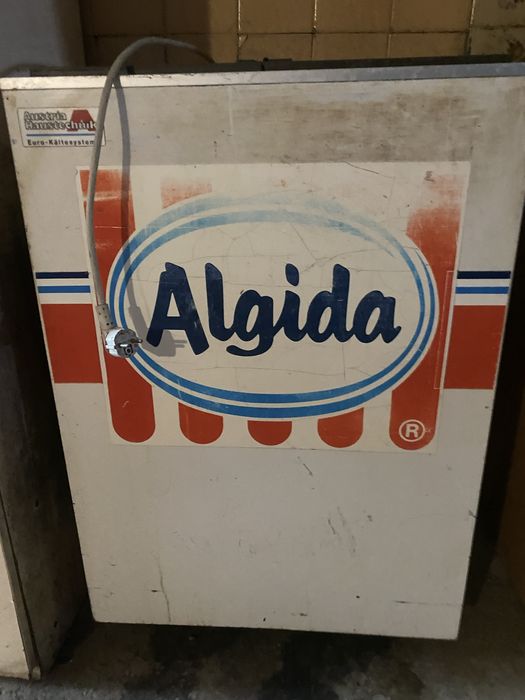 Austria
Haustechnik
Euro-Kältesystem
Algida
®